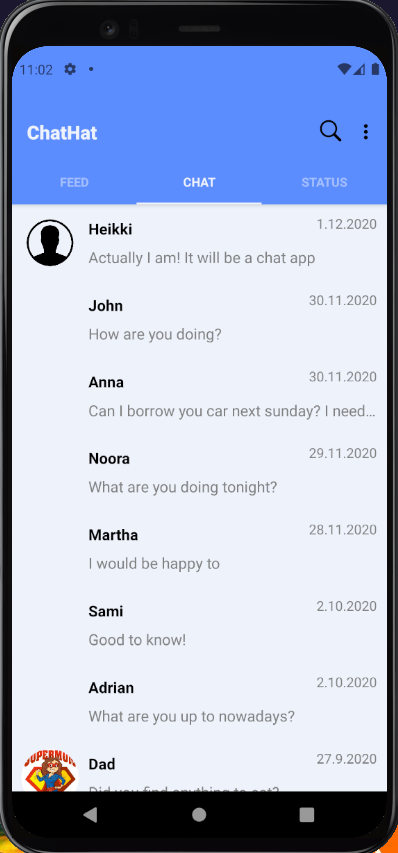 11:02
ChatHat
FEED CHAT STATUS
Heikki 1.12.2020
Actually I am! It will be a chat app
John 30.11.2020
How are you doing?
Anna 30.11.2020
Can I borrow you car next sunday? I need...
Noora 29.11.2020
What are you doing tonight?
Martha 28.11.2020
I would be happy to
Sami 2.10.2020
Good to know!
Adrian 2.10.2020
What are you up to nowadays?
SUPERMUM
Dad 27.9.2020
Did you find anything to eat?